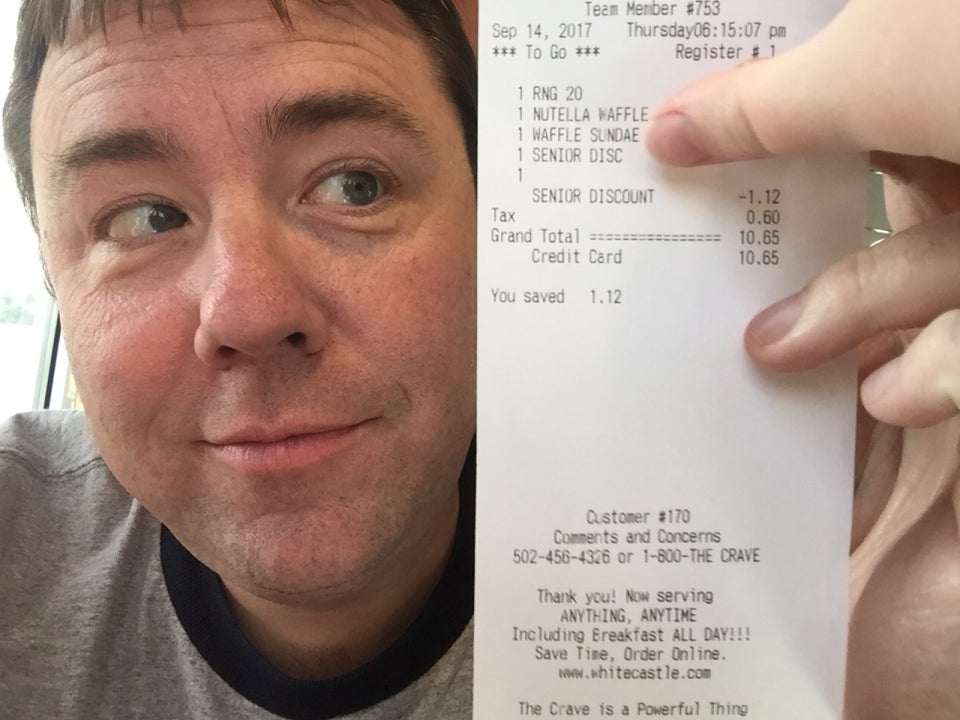 Team Member #753
Sep 14, 2017 Thursday06:15:07 pm
*** To Go *** Register # 1
1 RNG 20
1 NUTELLA WAFFLE
1 WAFFLE SUNDAE
1 SENIOR DISC
1
SENIOR DISCOUNT -1.12
Tax 0.60
Grand Total ================ 10.65
Credit Card 10.65
You saved 1.12
Customer #170
Comments and Concerns
502-456-4326 or 1-800-THE CRAVE
Thank you! Now serving
ANYTHING, ANYTIME
Including Breakfast ALL DAY!!!
Save Time, Order Online.
www.whitecastle.com
The Crave is a Powerful Thing